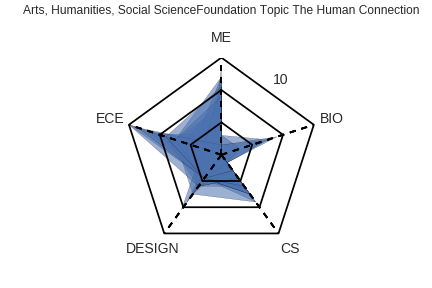 Arts, Humanities, Social ScienceFoundation Topic The Human Connection
ME
10
ECE
BIO
DESIGN
CS